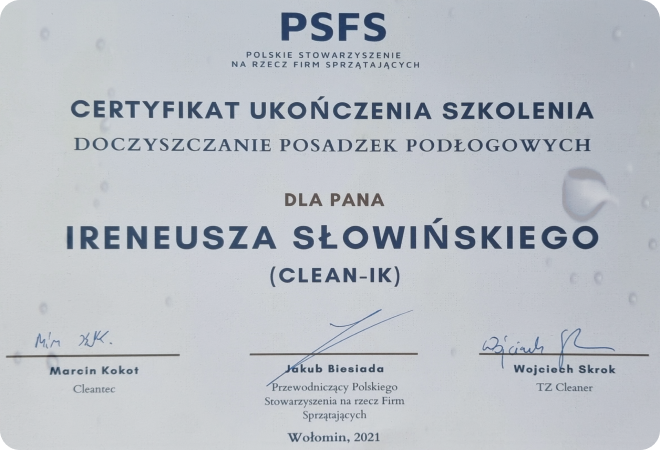 PSFS
POLSKIE STOWARZYSZENIE
NA RZECZ FIRM SPRZĄTAJĄCYCH
CERTYFIKAT UKOŃCZENIA SZKOLENIA
DOCZYSZCZANIE POSADZEK PODŁOGOWYCH
DLA PANA
IRENEUSZA SŁOWIŃSKIEGO
(CLEAN-IK)
Marcin Kokot
Cleantec
Jakub Biesiada
Przewodniczący Polskiego
Stowarzyszenia na rzecz Firm
Sprzątających
Wojciech
Wojciech Skrok
TZ Cleaner
Wołomin, 2021